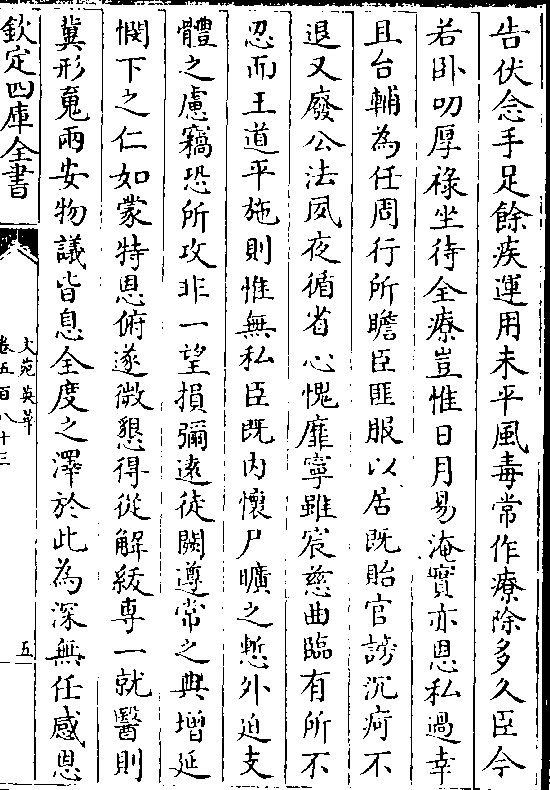 告伏念手足餘疾運用未平風毒常作療除多久臣今
若卧叨厚祿坐待全療豈惟日月易淹實亦恩私過幸
且台輔為任周行所瞻臣匪服以居既貽官謗沉疴不
退又廢公法夙夜循省心愧靡寧雖宸慈曲臨有所不
忍而王道平施則惟無私臣既内懷尸曠之慙外迫支
體之慮竊恐所攻非一望損彌遠徒闕遵常之典增延
憫下之仁如蒙特恩俯遂微懇得從解紱專一就醫則
冀形䰟兩安物議皆息全度之澤於此為深無任感恩
欽定四庫全書
文苑英華
卷五百八十三
五